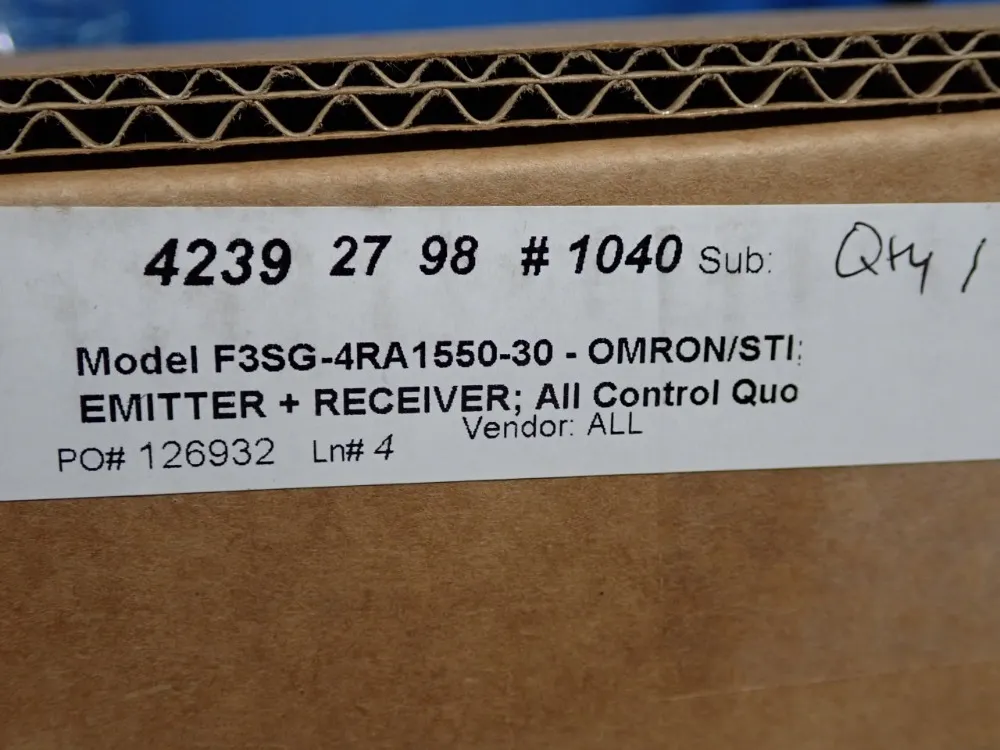 4239 27 98 # 1040 Sub: Qty 1
Model F3SG-4RA1550-30 - OMRON/STI:
EMITTER + RECEIVER; All Control Quo
Vendor: ALL
PO# 126932 Ln# 4